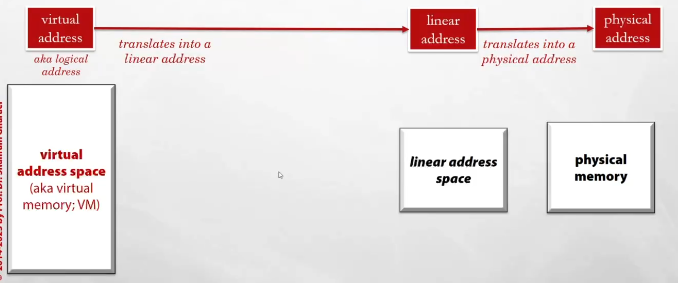 virtual
address
linear
address
physical
address
aka logical
address
translates into a
linear address
translates into a
physical address
virtual
address space
(aka virtual
memory; VM)
linear address
space
physical
memory